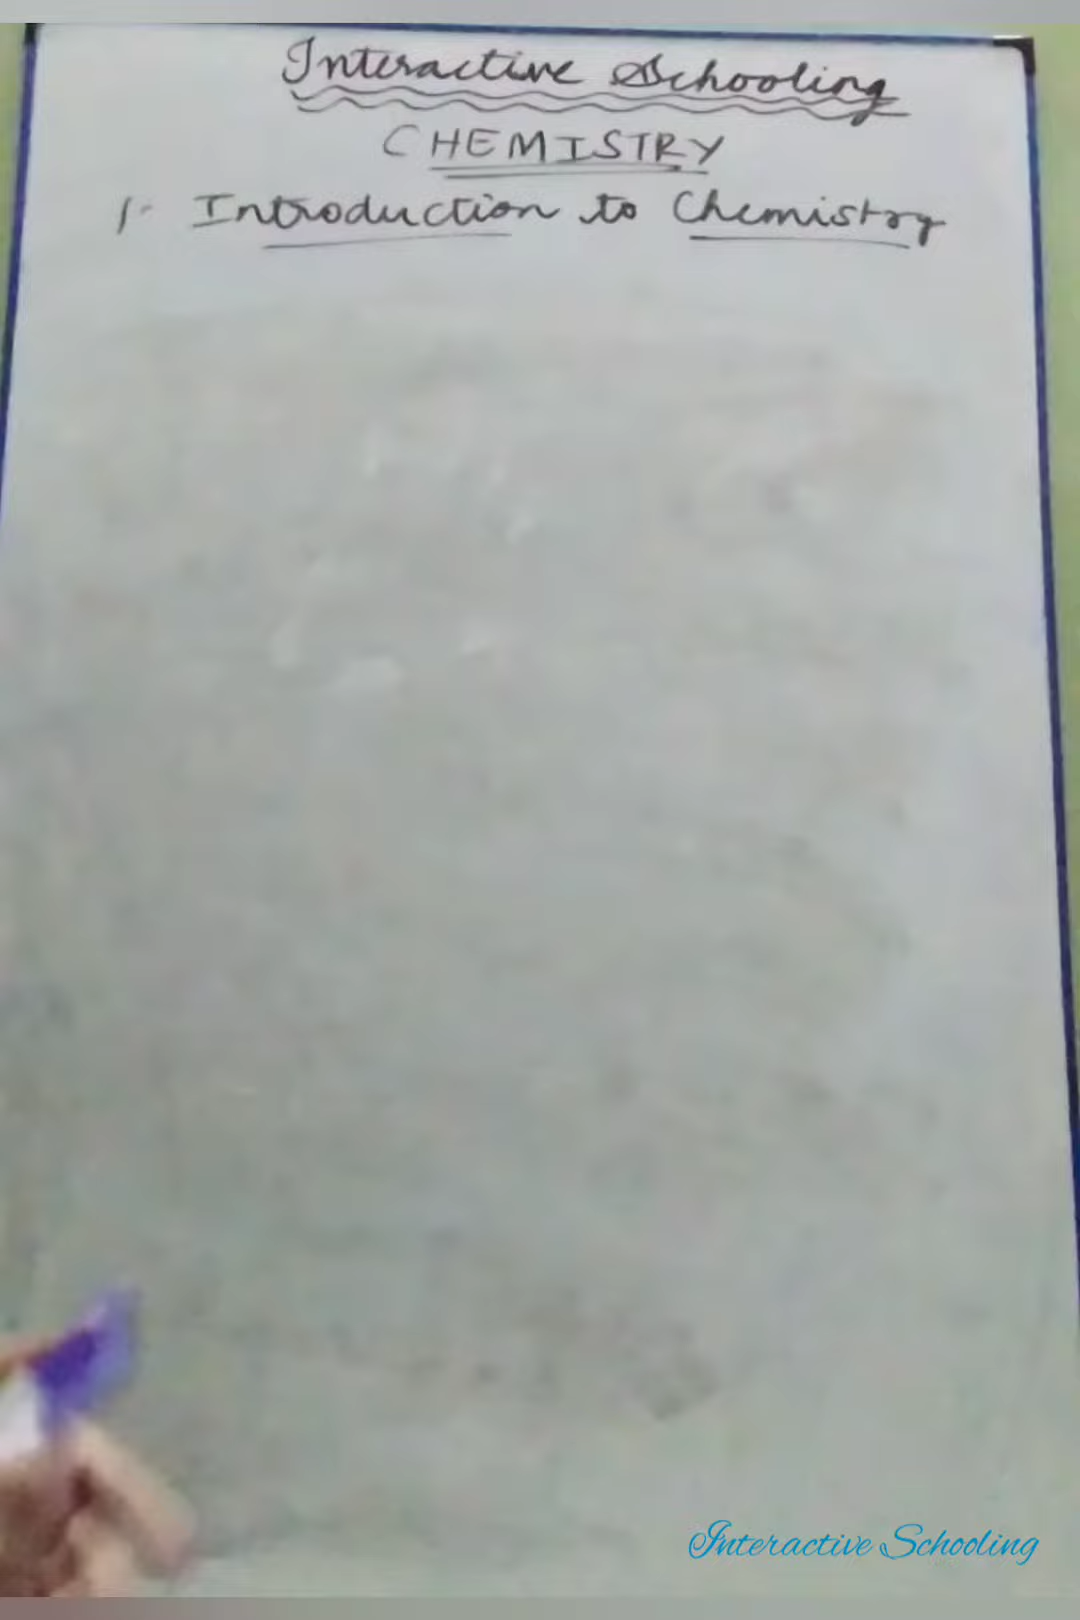 Interactive Schooling
CHEMISTRY
1. Introduction to Chemistry
Interactive Schooling